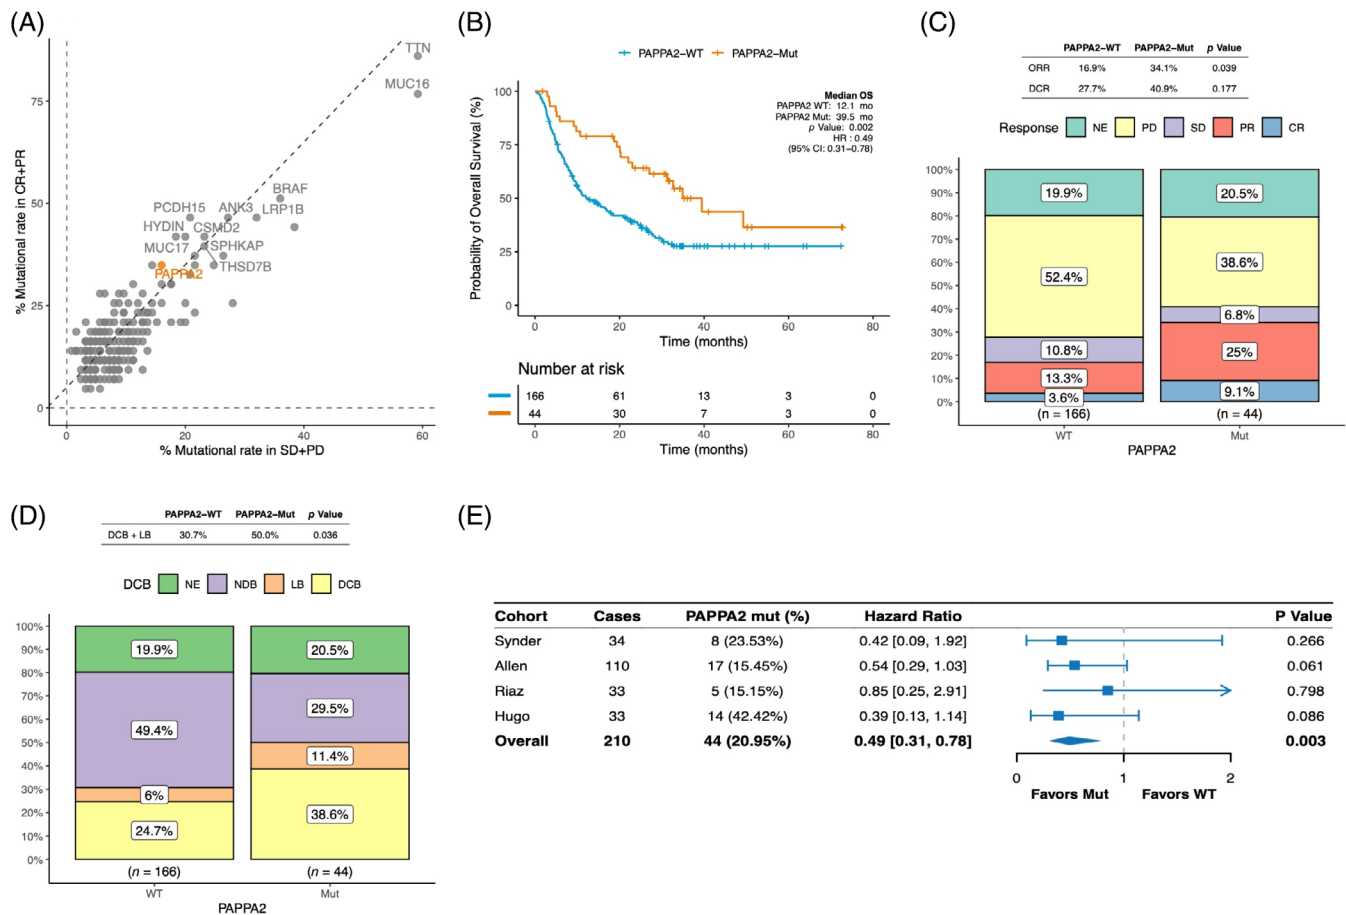 (A)
TTN
MUC16
BRAF
PCDH15 ANK3 LRP1B
HYDIN CSMD2
MUC17 SPHKAP
PAPPA2 THSD7B
75
50
25
0
0 20 40 60
% Mutational rate in CR+PR
% Mutational rate in SD+PD
(B)
PAPPA2–WT PAPPA2–Mut
Median OS
PAPPA2 WT: 12.1 mo
PAPPA2 Mut: 39.5 mo
p Value: 0.002
HR : 0.49
(95% CI: 0.31–0.78)
Probability of Overall Survival (%)
100
75
50
25
0
0 20 40 60 80
Time (months)
Number at risk
166 61 13 3 0
44 30 7 3 0
0 20 40 60 80
Time (months)
(C)
PAPPA2–WT PAPPA2–Mut p Value
ORR 16.9% 34.1% 0.039
DCR 27.7% 40.9% 0.177
Response NE PD SD PR CR
100%
90%
80%
70%
60%
50%
40%
30%
20%
10%
0%
19.9% 20.5%
52.4% 38.6%
10.8% 6.8%
13.3% 25%
3.6% 9.1%
(n = 166) (n = 44)
WT Mut
PAPPA2
(D)
PAPPA2–WT PAPPA2–Mut p Value
DCB + LB 30.7% 50.0% 0.036
DCB NE NDB LB DCB
100%
90%
80%
70%
60%
50%
40%
30%
20%
10%
0%
19.9% 20.5%
49.4% 29.5%
6% 11.4%
24.7% 38.6%
(n = 166) (n = 44)
WT Mut
PAPPA2
(E)
Cohort Cases PAPPA2 mut (%) Hazard Ratio P Value
Synder 34 8 (23.53%) 0.42 [0.09, 1.92] 0.266
Allen 110 17 (15.45%) 0.54 [0.29, 1.03] 0.061
Riaz 33 5 (15.15%) 0.85 [0.25, 2.91] 0.798
Hugo 33 14 (42.42%) 0.39 [0.13, 1.14] 0.086
Overall 210 44 (20.95%) 0.49 [0.31, 0.78] 0.003
0 1 2
Favors Mut Favors WT